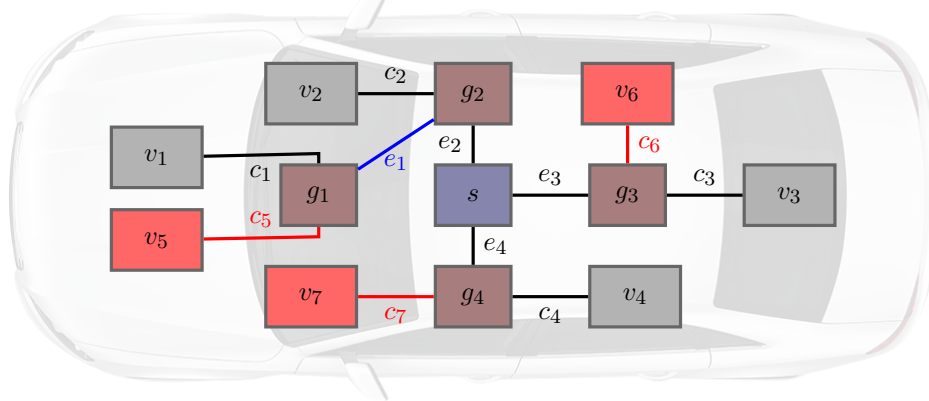 v₂
c₂
g₂
v₆
v₁
c₁
e₁
e₂
c₆
g₁
s
e₃
g₃
c₃
v₃
v₅
c₅
e₄
v₇
c₇
g₄
c₄
v₄